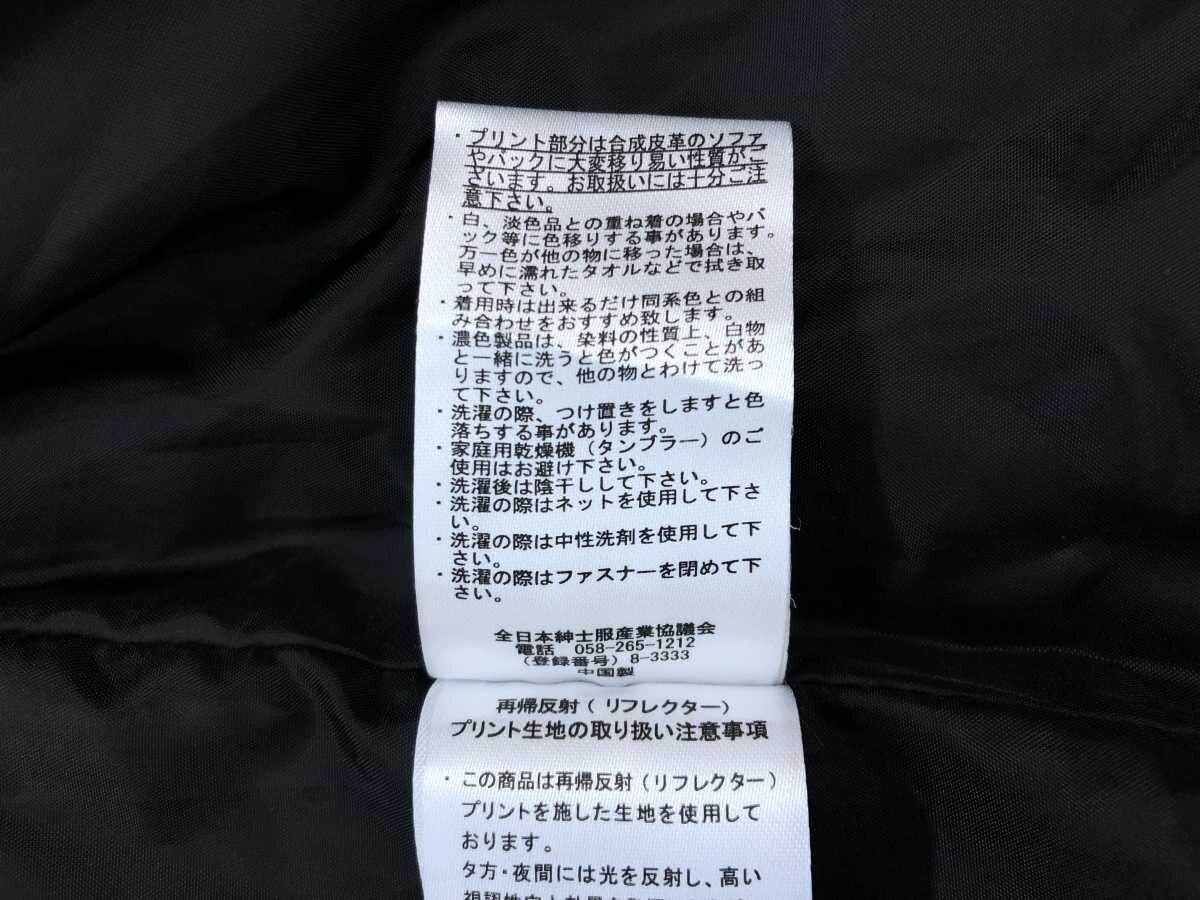 ・プリント部分は合成皮革のソファ
やバックに大変移り易い性質がご
ざいます。お取扱いには十分ご注
意下さい。
・白、淡色品との重ね着の場合やバ
ック等に色移りする事があります。
万一色が他の物に移った場合は、
早めに濡れたタオルなどで拭き取
って下さい。
・着用時は出来るだけ同系色との組
み合わせをおすすめ致します。
・濃色製品は、染料の性質上、白物
と一緒に洗うと色がつくことがあ
りますので、他の物とわけて洗っ
て下さい。
・洗濯の際、つけ置きをしますと色
落ちする事があります。
・家庭用乾燥機（タンブラー）のご
使用はお避け下さい。
・洗濯後は陰干しして下さい。
・洗濯の際はネットを使用して下さ
い。
・洗濯の際は中性洗剤を使用して下
さい。
・洗濯の際はファスナーを閉めて下
さい。
全日本紳士服産業協議会
電話 058-265-1212
（登録番号）8-3333
中国製
再帰反射（リフレクター）
プリント生地の取り扱い注意事項
・この商品は再帰反射（リフレクター）
プリントを施した生地を使用して
おります。
夕方・夜間には光を反射し、高い